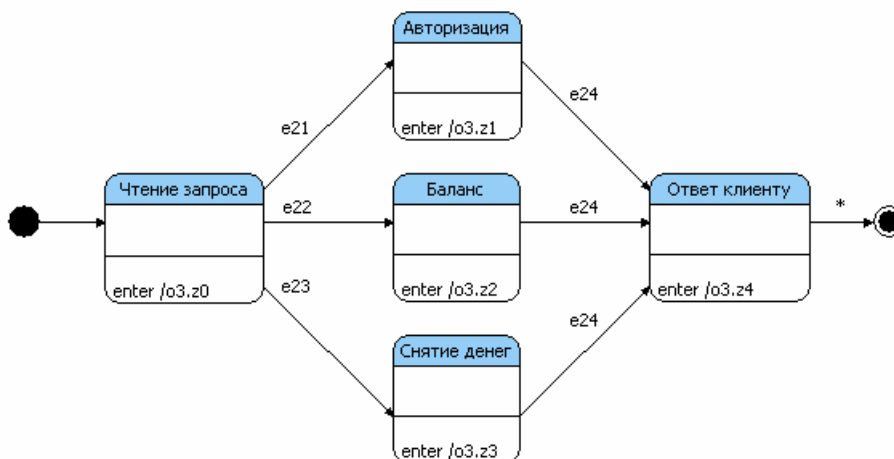 Авторизация
enter /o3.z1
e21
e24
Чтение запроса
enter /o3.z0
e22
Баланс
enter /o3.z2
e24
Ответ клиенту
enter /o3.z4
*
e23
Снятие денег
enter /o3.z3
e24